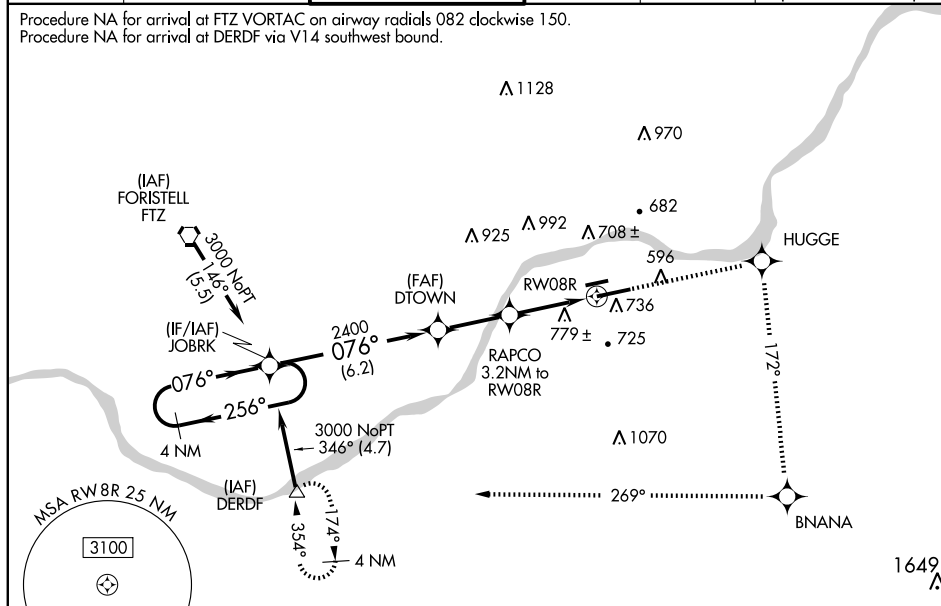 Procedure NA for arrival at FTZ VORTAC on airway radials 082 clockwise 150.
Procedure NA for arrival at DERDF via V14 southwest bound.
1128
970
(IAF)
FORISTELL
FTZ
682
992
925
708 ±
HUGGE
3000 NoPT
146°
(5.5)
596
RW08R
(FAF)
DTOWN
736
(IF/IAF)
JOBRK
2400
076°
(6.2)
779 ±
725
RAPCO
3.2NM to
RW08R
172°
076°
256°
4 NM
3000 NoPT
346° (4.7)
1070
(IAF)
DERDF
269°
BNANA
MSA RW8R 25 NM
174°
354°
4 NM
3100
1649